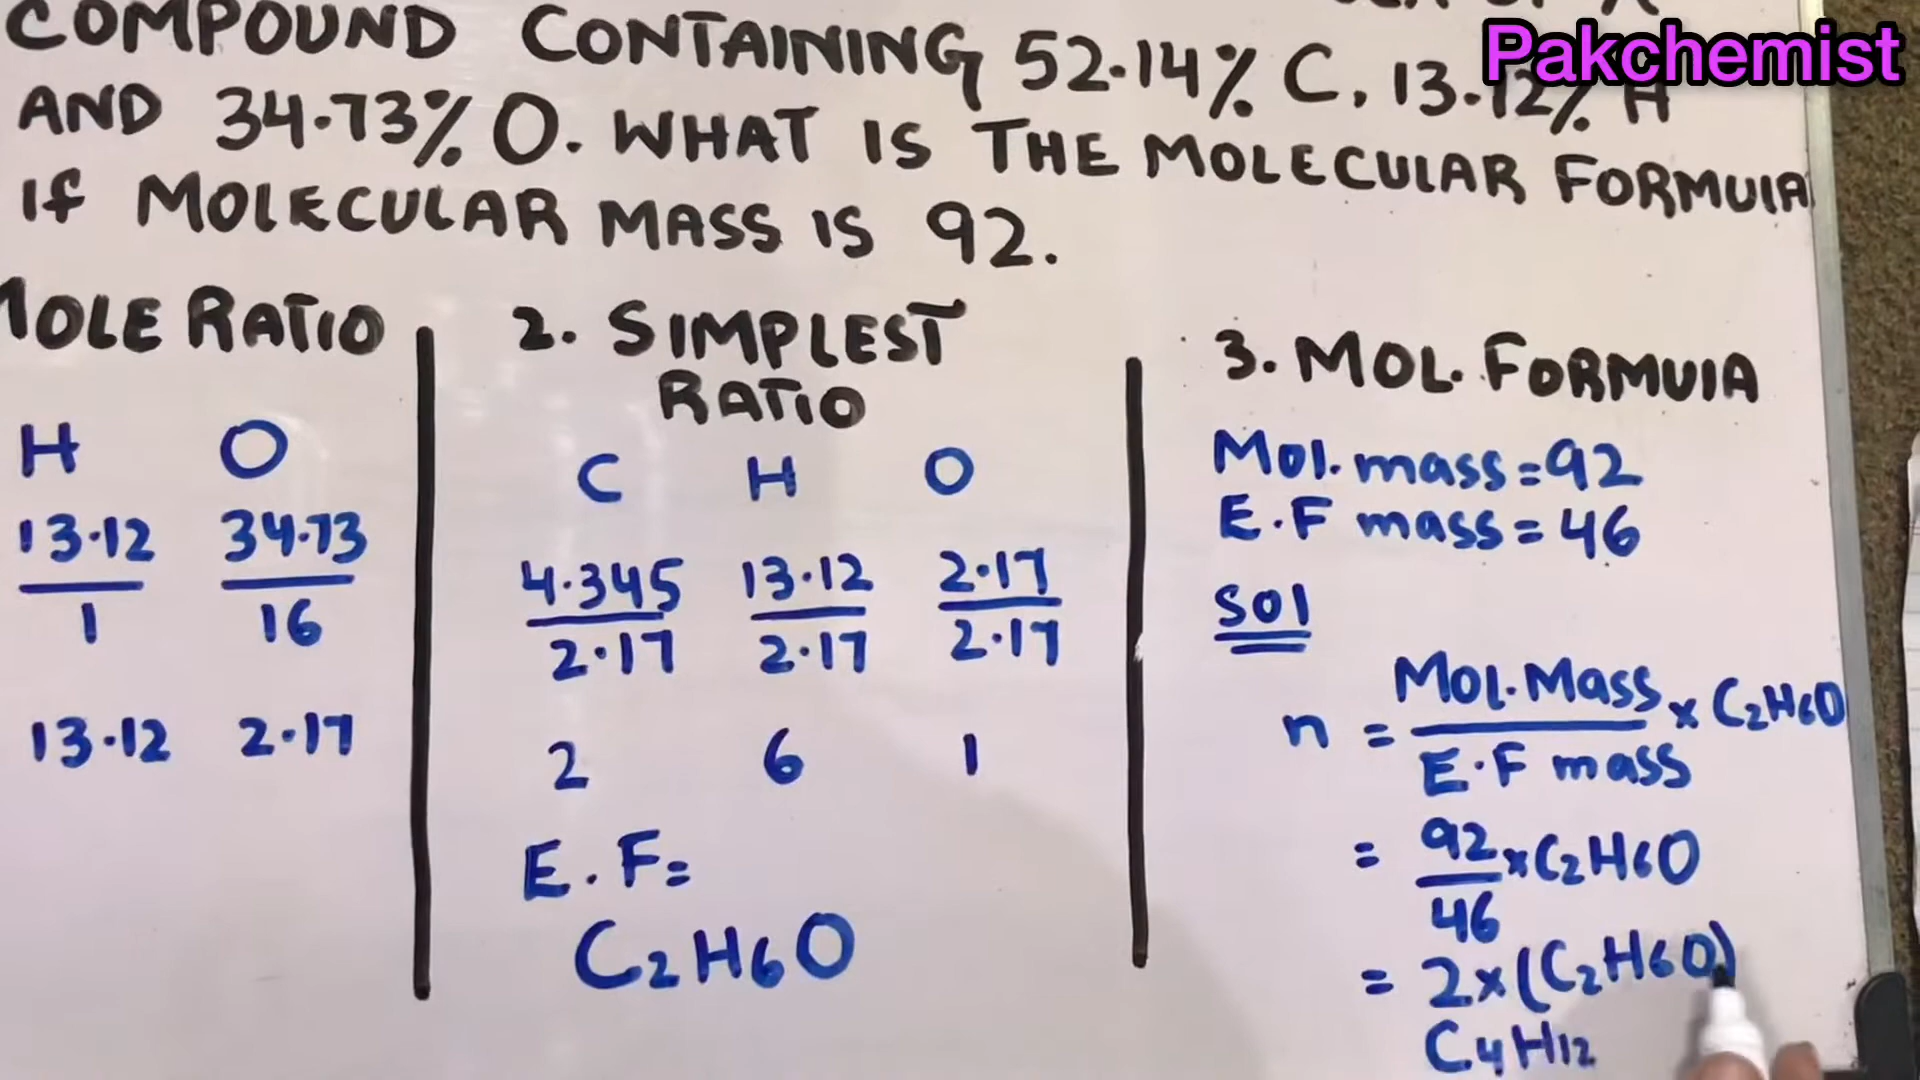 COMPOUND CONTAINING 52.14% C, 13.12% H
Pakchemist
AND 34.73% O. WHAT IS THE MOLECULAR FORMULA
IF MOLECULAR MASS IS 92.
MOLE RATIO
H O
13.12 34.73
1 16
13.12 2.17
2. SIMPLEST
RATIO
C H O
4.345 13.12 2.17
2.17 2.17 2.17
2 6 1
E.F=
C₂H₆O
3. MOL. FORMULA
Mol. mass = 92
E.F mass = 46
Sol
n = Mol. Mass × C₂H₆O
E.F mass
= 92 × C₂H₆O
46
= 2 × (C₂H₆O)
C₄H₁₂